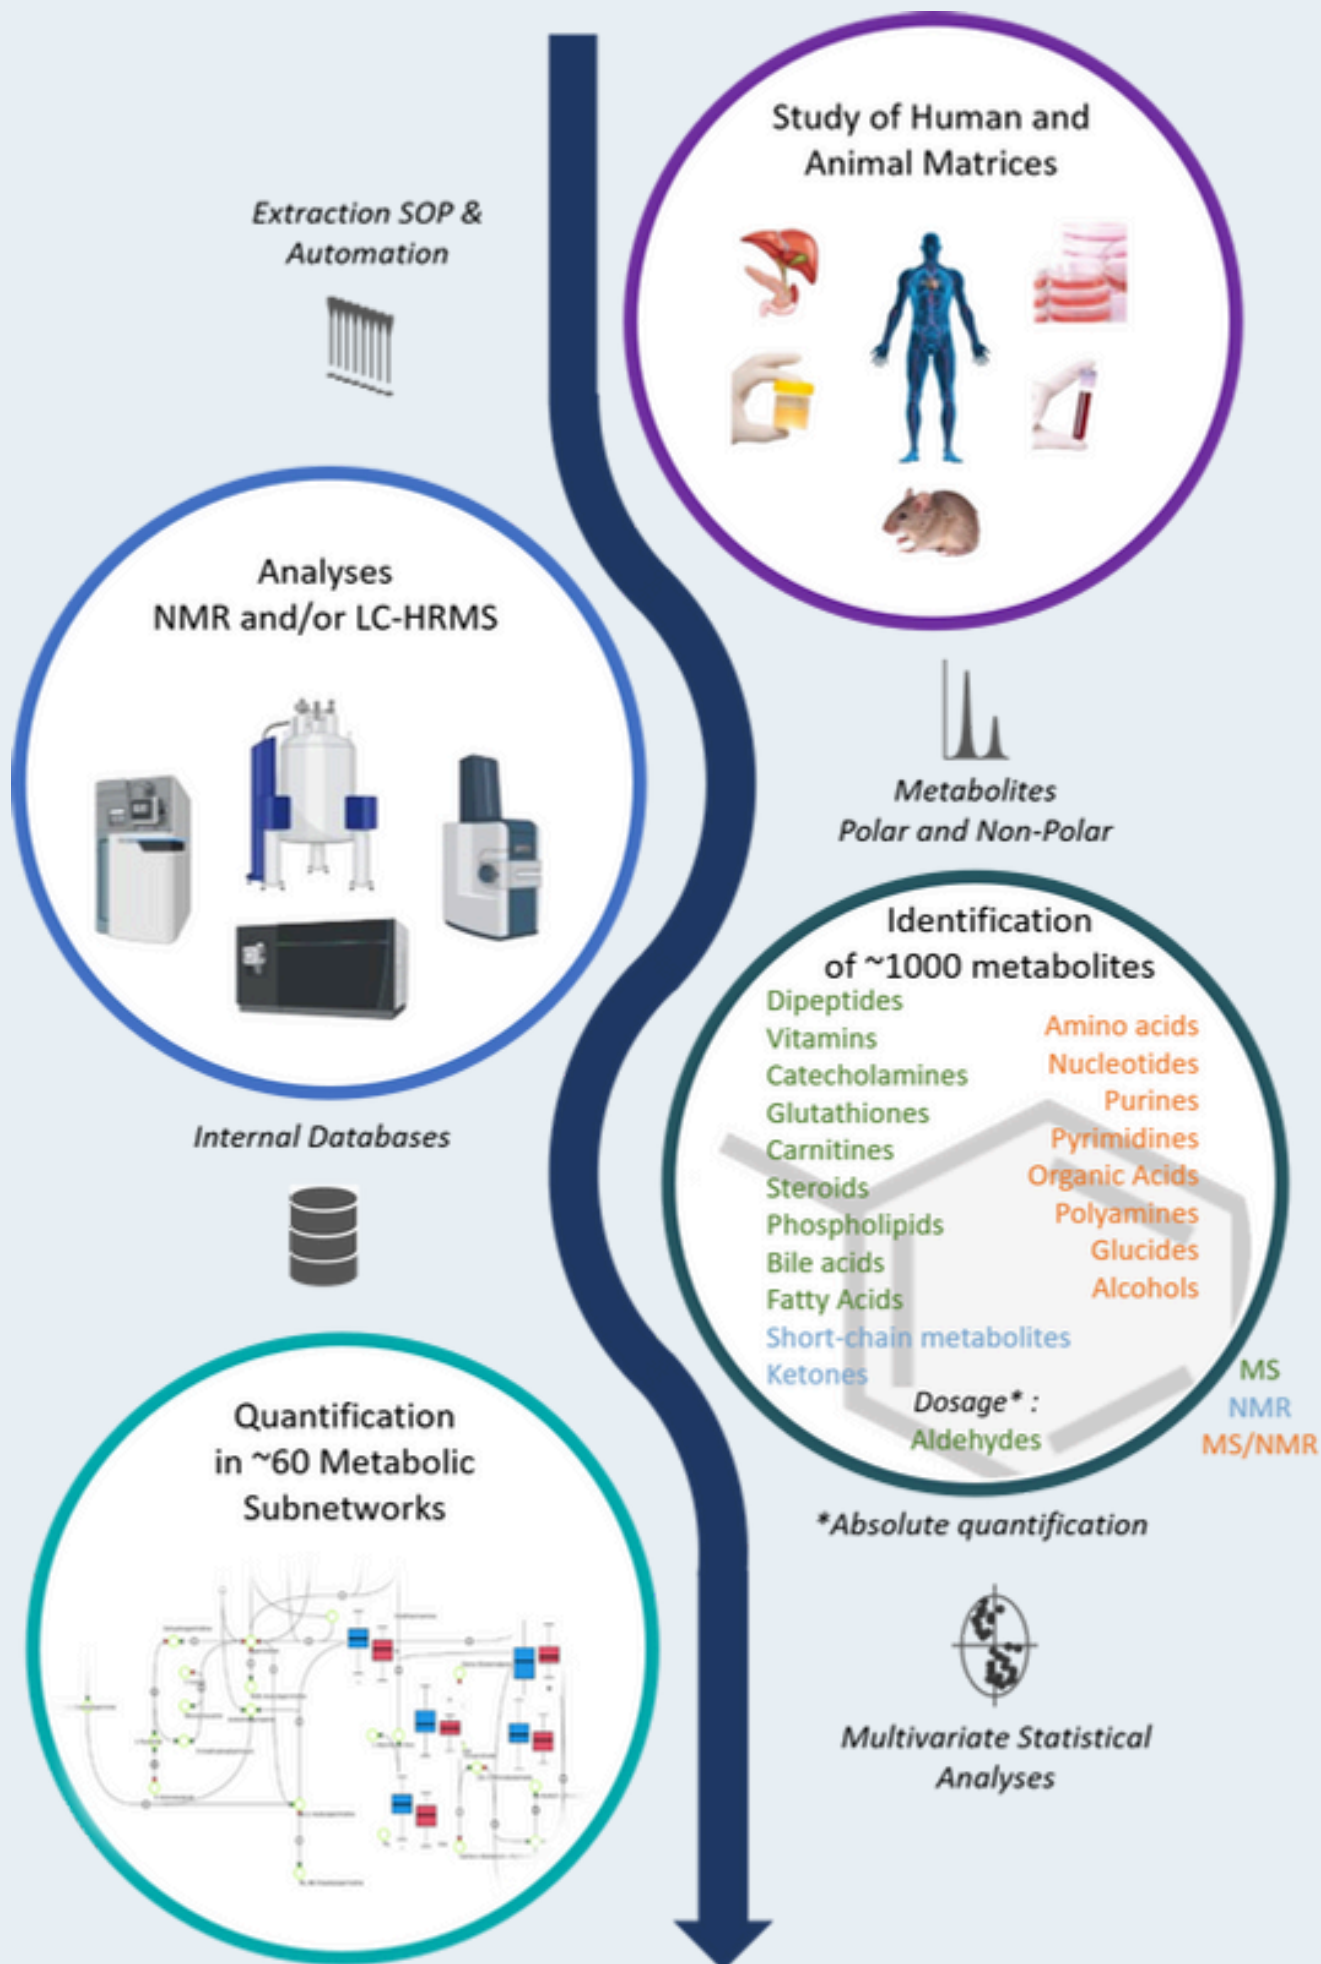 Study of Human and
Animal Matrices
Extraction SOP &
Automation
Analyses
NMR and/or LC-HRMS
Metabolites
Polar and Non-Polar
Identification
of ~1000 metabolites
Dipeptides
Vitamins
Catecholamines
Glutathiones
Carnitines
Steroids
Phospholipids
Bile acids
Fatty Acids
Short-chain metabolites
Ketones
Amino acids
Nucleotides
Purines
Pyrimidines
Organic Acids
Polyamines
Glucides
Alcohols
Dosage* :
Aldehydes
MS
NMR
MS/NMR
*Absolute quantification
Internal Databases
Quantification
in ~60 Metabolic
Subnetworks
Multivariate Statistical
Analyses